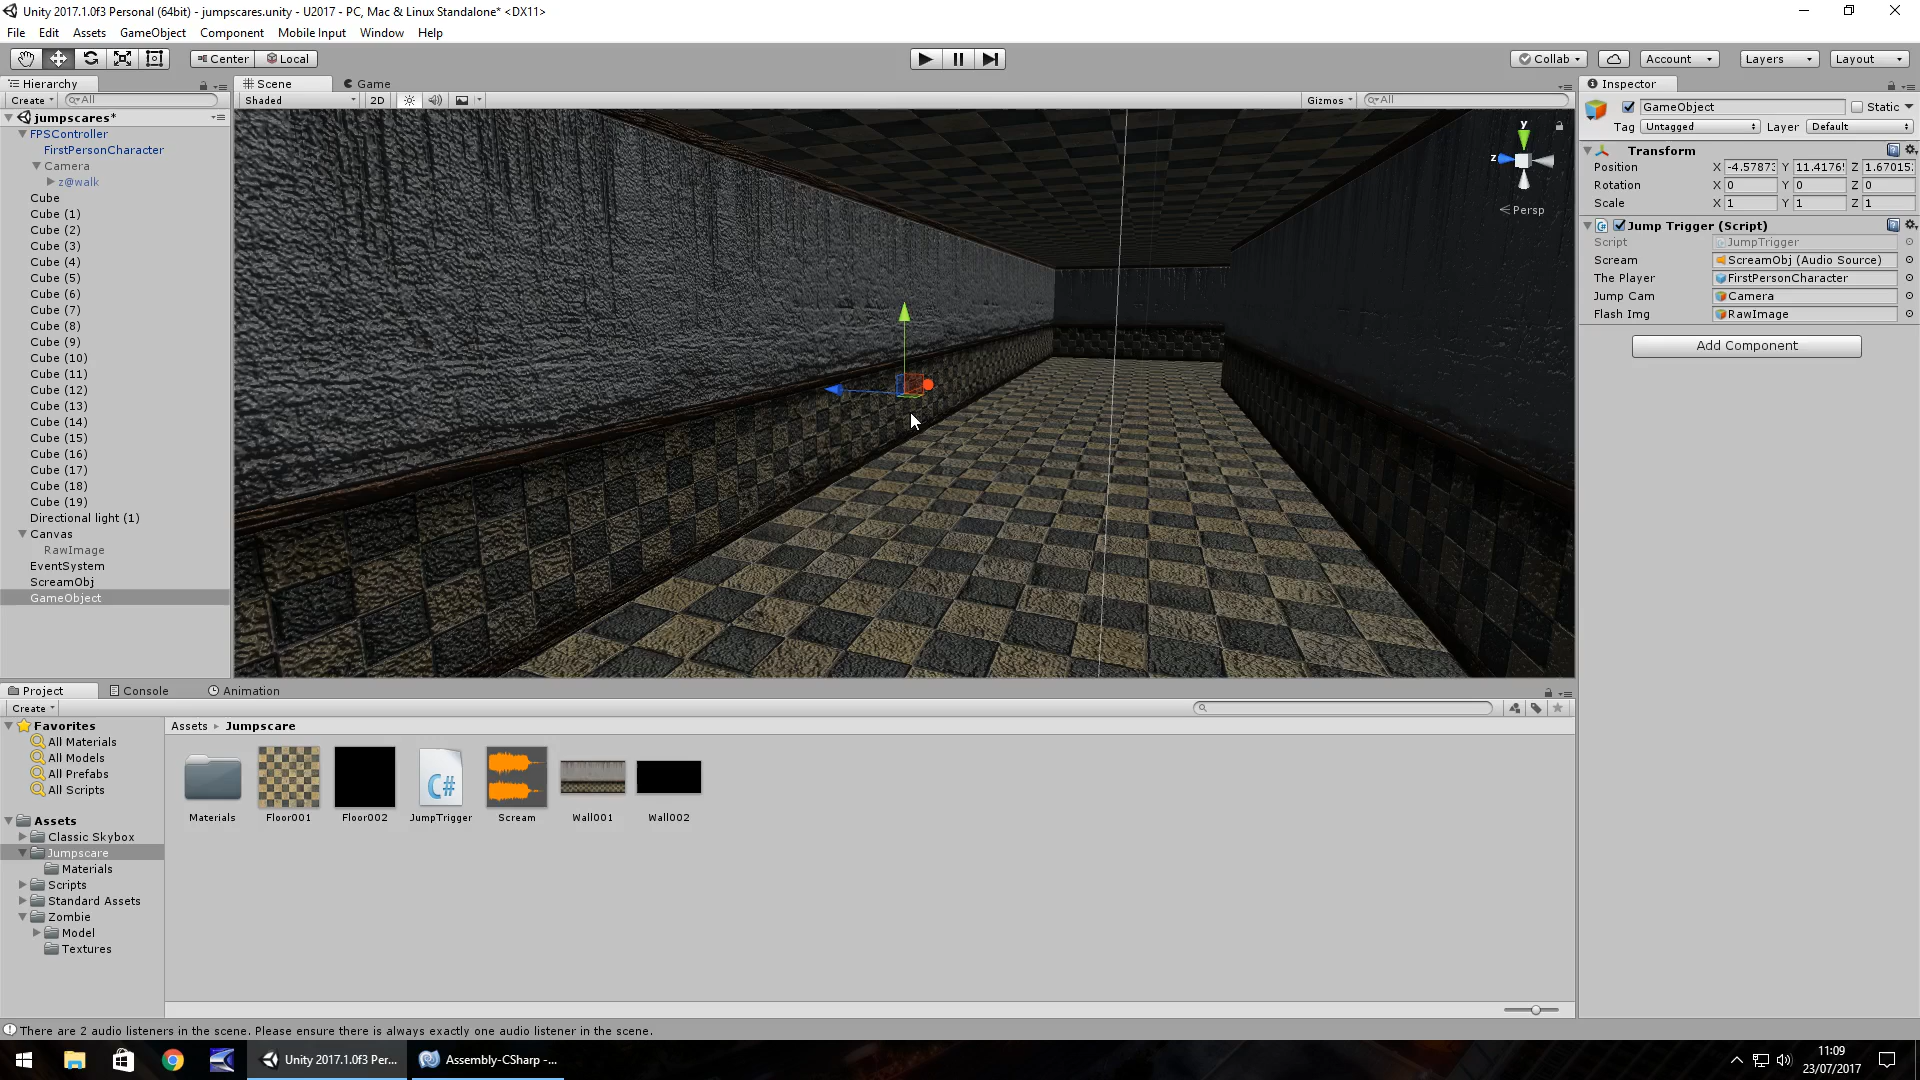 Unity 2017.1.0f3 Personal (64bit) - jumpscares.unity - U2017 - PC, Mac & Linux Standalone* <DX11>
File Edit Assets GameObject Component Mobile Input Window Help
Center Local Collab Account Layers Layout
Hierarchy Scene Game Inspector
Create All Shaded 2D Gizmos All
GameObject Static
Tag Untagged Layer Default
jumpscares*
FPSController
FirstPersonCharacter
Camera
z@walk
Cube
Cube (1)
Cube (2)
Cube (3)
Cube (4)
Cube (5)
Cube (6)
Cube (7)
Cube (8)
Cube (9)
Cube (10)
Cube (11)
Cube (12)
Cube (13)
Cube (14)
Cube (15)
Cube (16)
Cube (17)
Cube (18)
Cube (19)
Directional light (1)
Canvas
RawImage
EventSystem
ScreamObj
GameObject
y
z
Persp
Transform
Position X -4.5787 Y 11.4176 Z 1.6701
Rotation X 0 Y 0 Z 0
Scale X 1 Y 1 Z 1
C# Jump Trigger (Script)
Script JumpTrigger
Scream ScreamObj (Audio Source)
The Player FirstPersonCharacter
Jump Cam Camera
Flash Img RawImage
Add Component
Project Console Animation
Create
Favorites
All Materials
All Models
All Prefabs
All Scripts
Assets
Classic Skybox
Jumpscare
Materials
Scripts
Standard Assets
Zombie
Model
Textures
Assets Jumpscare
C#
Materials Floor001 Floor002 JumpTrigger Scream Wall001 Wall002
There are 2 audio listeners in the scene. Please ensure there is always exactly one audio listener in the scene.
Unity 2017.1.0f3 Per... Assembly-CSharp -...
11:09
23/07/2017